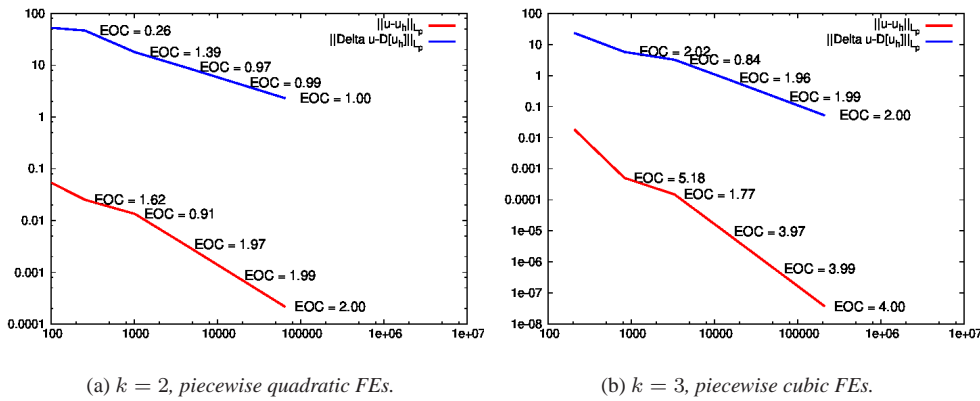 ||u-u_h||_{L_p}
||Delta u-D[u_h]||_{L_p}
100
10
1
0.1
0.01
0.001
0.0001
EOC = 0.26
EOC = 1.39
EOC = 0.97
EOC = 0.99
EOC = 1.00
EOC = 1.62
EOC = 0.91
EOC = 1.97
EOC = 1.99
EOC = 2.00
100 1000 10000 100000 1e+06 1e+07
(a) k = 2, piecewise quadratic FEs.
||u-u_h||_{L_p}
||Delta u-D[u_h]||_{L_p}
100
10
1
0.1
0.01
0.001
0.0001
1e-05
1e-06
1e-07
1e-08
EOC = 2.02
EOC = 0.84
EOC = 1.96
EOC = 1.99
EOC = 2.00
EOC = 5.18
EOC = 1.77
EOC = 3.97
EOC = 3.99
EOC = 4.00
100 1000 10000 100000 1e+06 1e+07
(b) k = 3, piecewise cubic FEs.